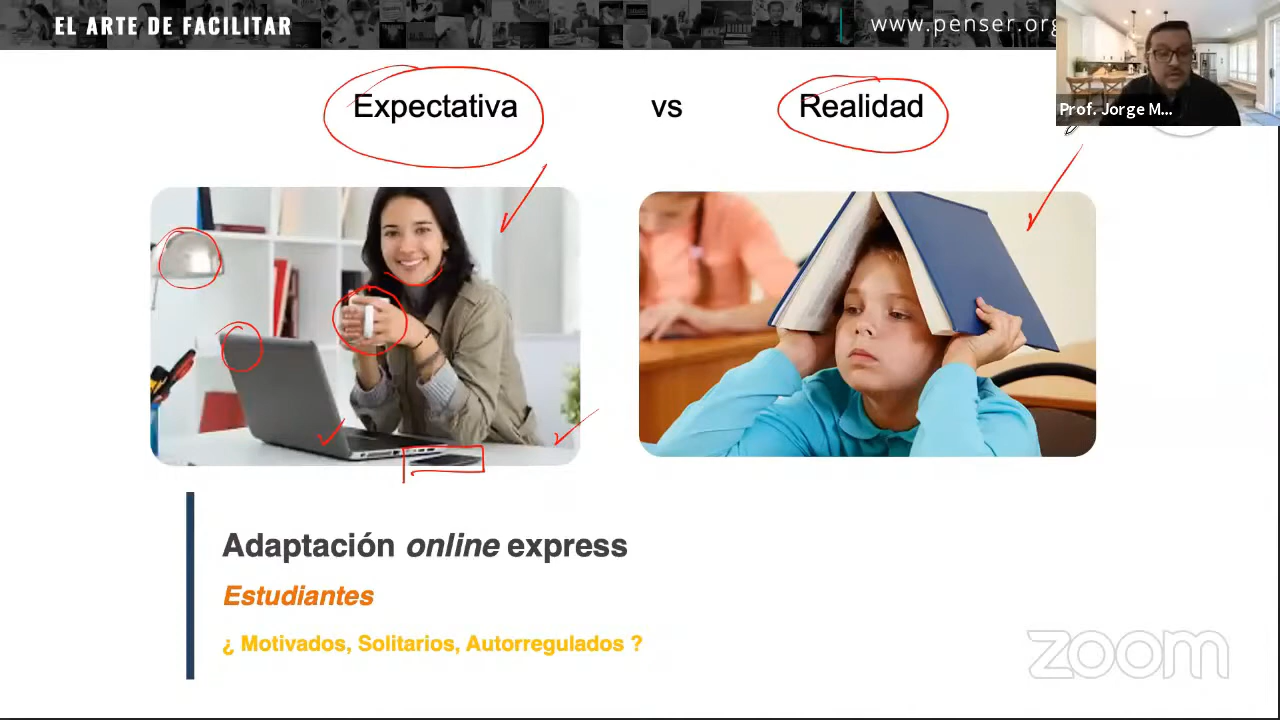 EL ARTE DE FACILITAR
www.penser.org
Prof. Jorge M...
Expectativa vs Realidad
Adaptación online express
Estudiantes
¿ Motivados, Solitarios, Autorregulados ?
zoom